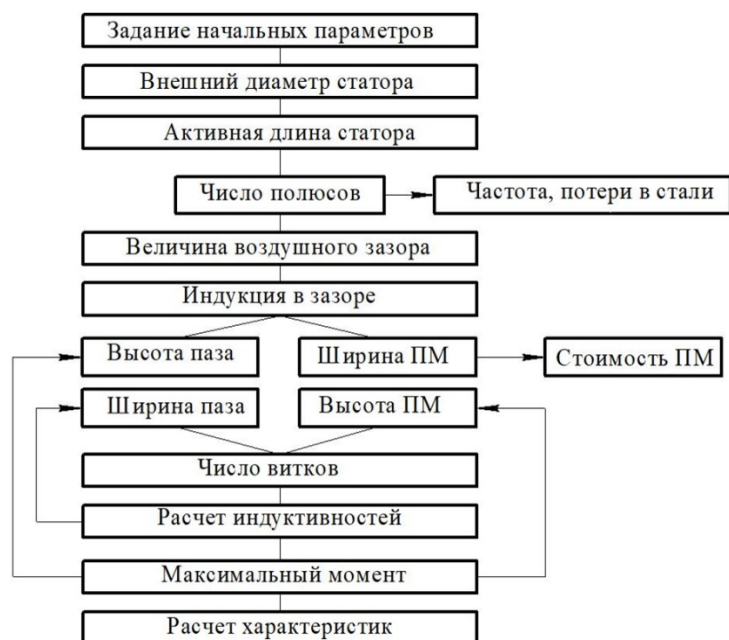 Задание начальных параметров
Внешний диаметр статора
Активная длина статора
Число полюсов
Частота, потери в стали
Величина воздушного зазора
Индукция в зазоре
Высота паза
Ширина ПМ
Стоимость ПМ
Ширина паза
Высота ПМ
Число витков
Расчет индуктивностей
Максимальный момент
Расчет характеристик